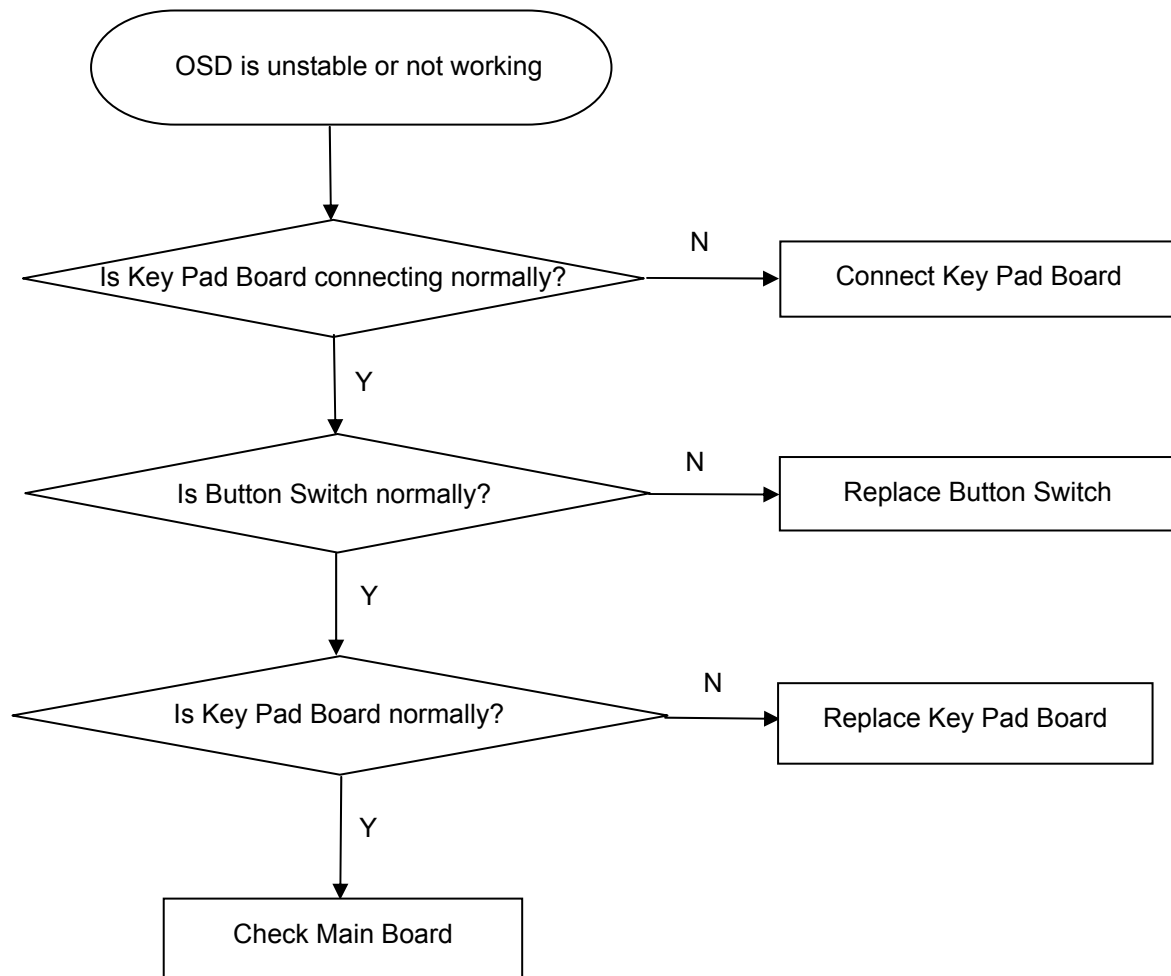 OSD is unstable or not working
N
Is Key Pad Board connecting normally?
Connect Key Pad Board
Y
N
Is Button Switch normally?
Replace Button Switch
Y
N
Is Key Pad Board normally?
Replace Key Pad Board
Y
Check Main Board